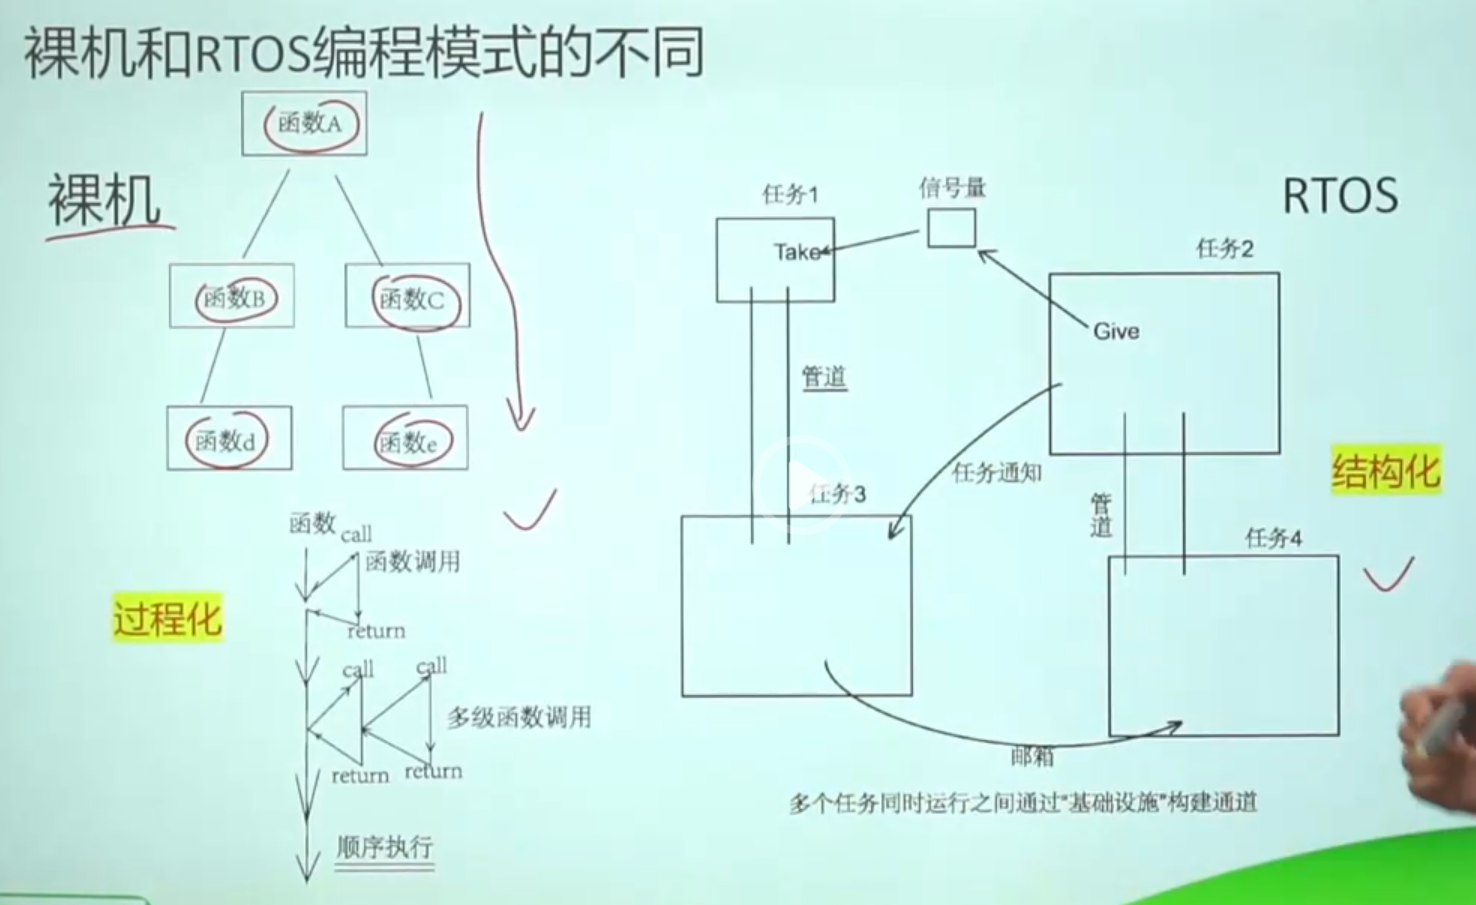 裸机和RTOS编程模式的不同
裸机
函数A
函数B
函数C
函数d
函数e
过程化
函数
call
函数调用
return
call
call
多级函数调用
return
return
顺序执行
RTOS
任务1
信号量
Take
任务2
Give
管道
任务通知
任务3
管道
结构化
任务4
邮箱
多个任务同时运行之间通过"基础设施"构建通道